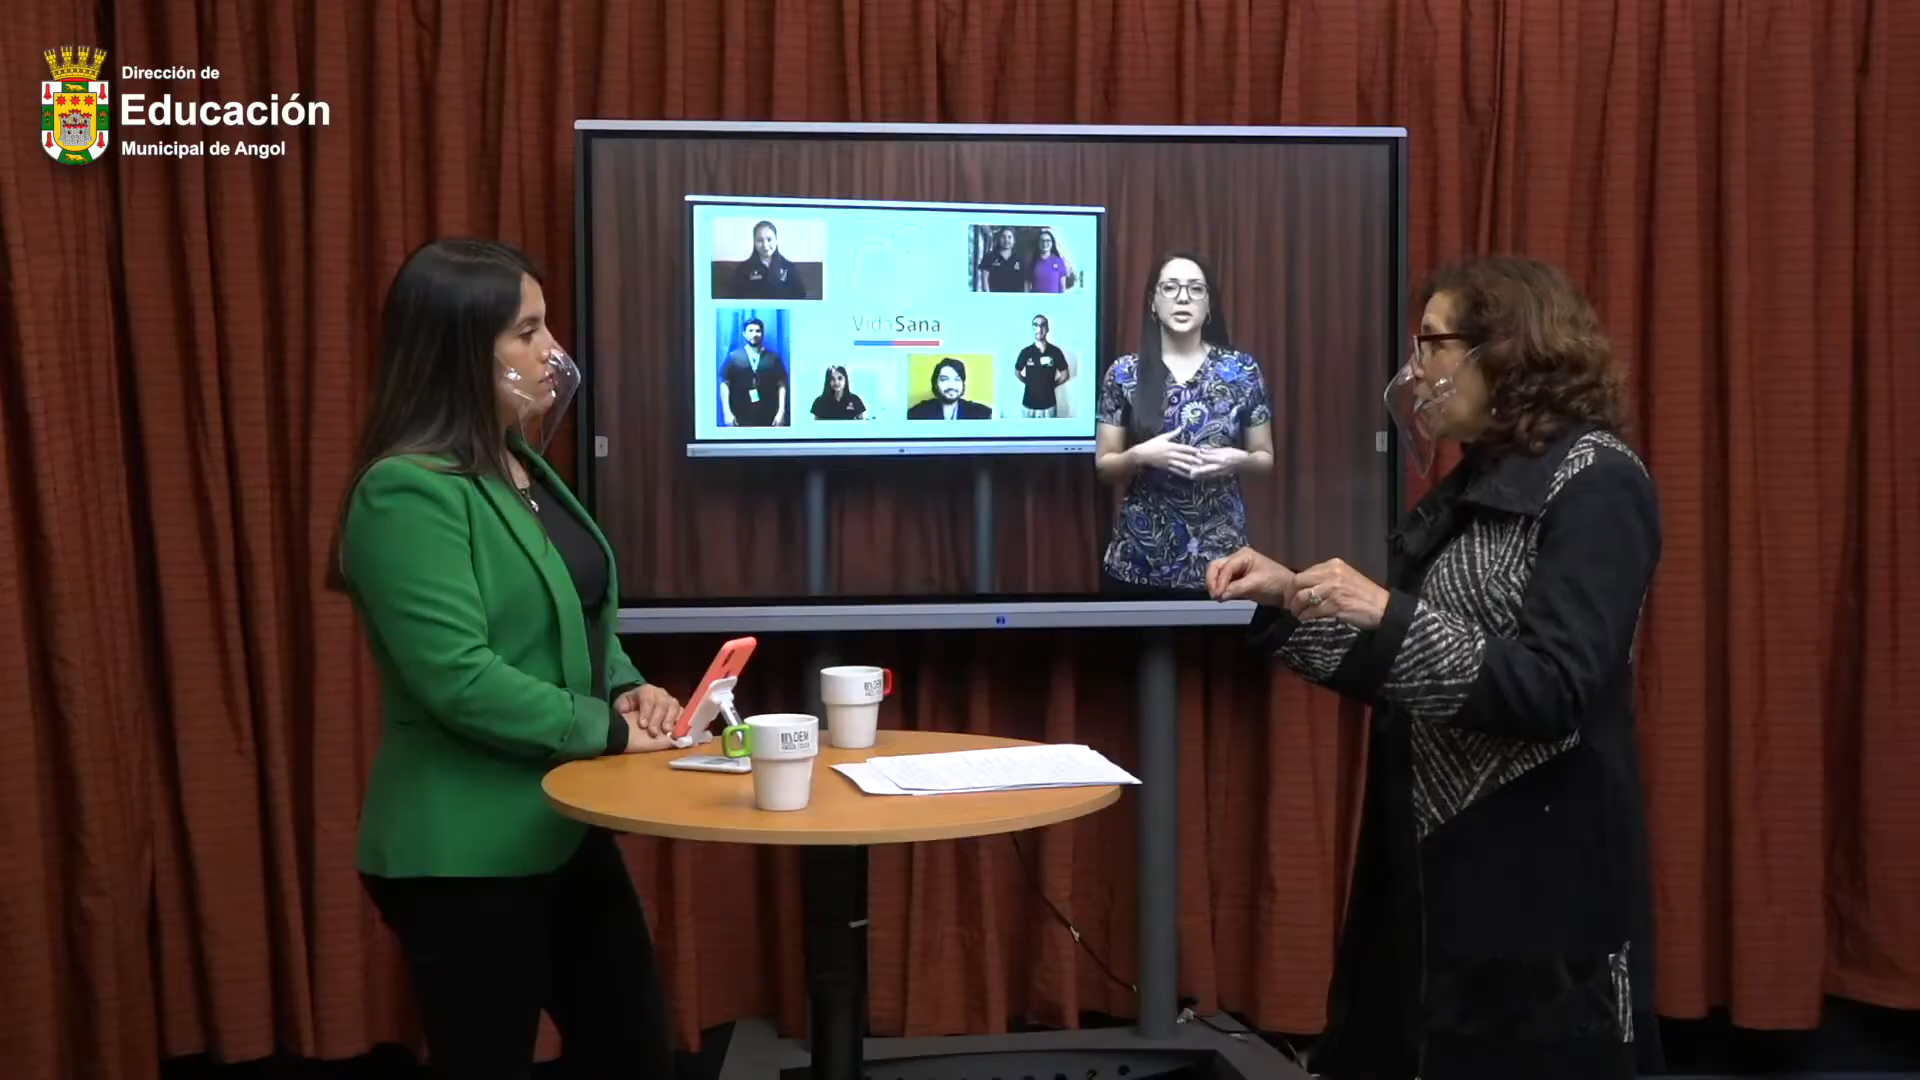 Dirección de
Educación
Municipal de Angol
VidaSana
DEM